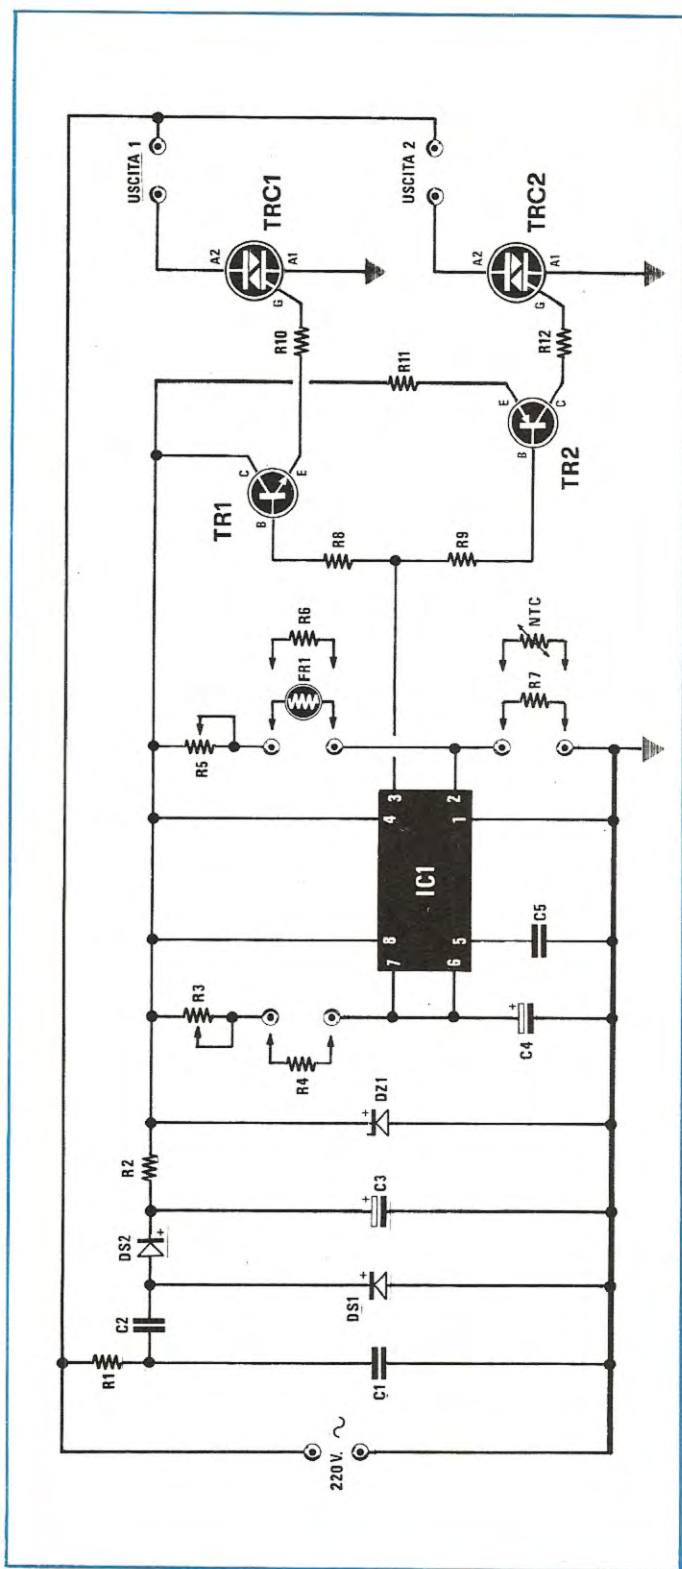 220 V. ~
R1
C1
C2
DS1
DS2
+
+
C3
+
R2
DZ1
+
R3
R4
C4
+
7
6
8
5
IC1
4
1
3
2
C5
R5
FR1
R6
R7
NTC
R8
R9
TR1
B
C
E
TR2
B
E
C
R10
R11
R12
TRC1
A2
A1
G
TRC2
A2
A1
G
USCITA 1
USCITA 2